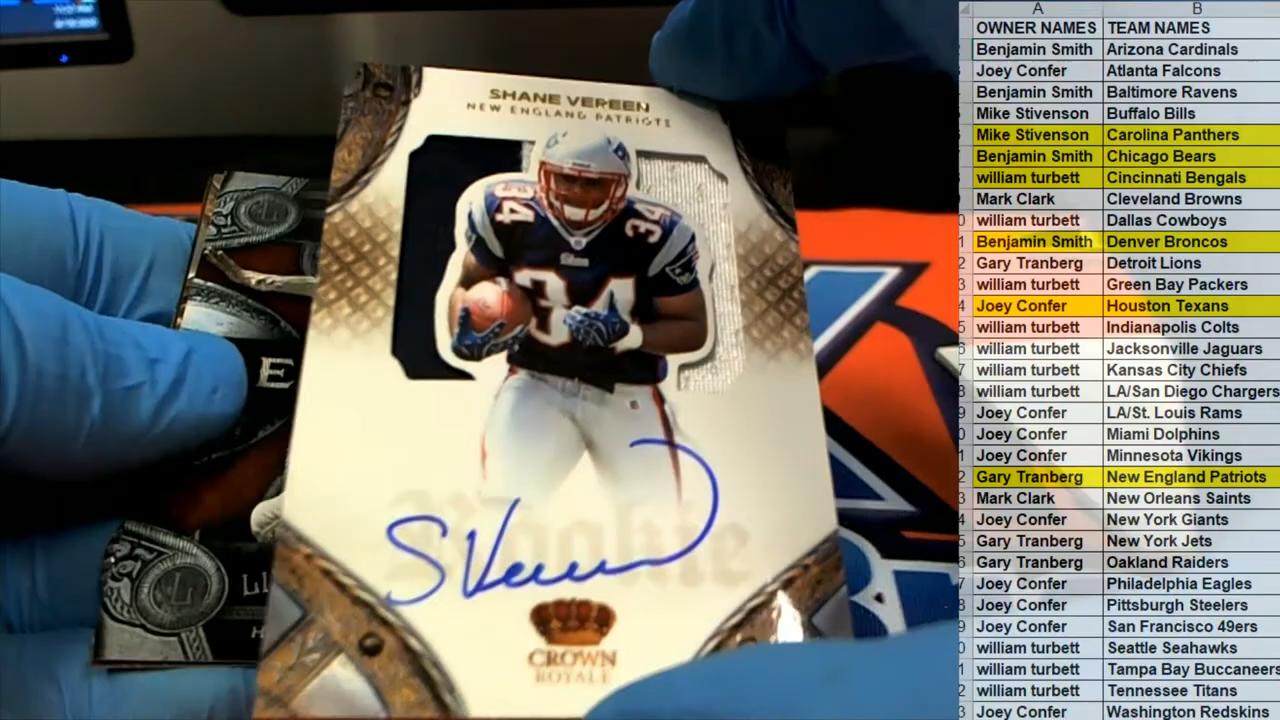 SHANE VEREEN
NEW ENGLAND PATRIOTS
34
34
34
E
L
LI
H
Rookie
S Vereen
CROWN
ROYALE
A B
OWNER NAMES TEAM NAMES
Benjamin Smith Arizona Cardinals
Joey Confer Atlanta Falcons
Benjamin Smith Baltimore Ravens
Mike Stivenson Buffalo Bills
Mike Stivenson Carolina Panthers
Benjamin Smith Chicago Bears
william turbett Cincinnati Bengals
Mark Clark Cleveland Browns
william turbett Dallas Cowboys
Benjamin Smith Denver Broncos
Gary Tranberg Detroit Lions
william turbett Green Bay Packers
Joey Confer Houston Texans
william turbett Indianapolis Colts
william turbett Jacksonville Jaguars
william turbett Kansas City Chiefs
william turbett LA/San Diego Chargers
Joey Confer LA/St. Louis Rams
Joey Confer Miami Dolphins
Joey Confer Minnesota Vikings
Gary Tranberg New England Patriots
Mark Clark New Orleans Saints
Joey Confer New York Giants
Gary Tranberg New York Jets
Gary Tranberg Oakland Raiders
Joey Confer Philadelphia Eagles
Joey Confer Pittsburgh Steelers
Joey Confer San Francisco 49ers
william turbett Seattle Seahawks
william turbett Tampa Bay Buccaneers
william turbett Tennessee Titans
Joey Confer Washington Redskins